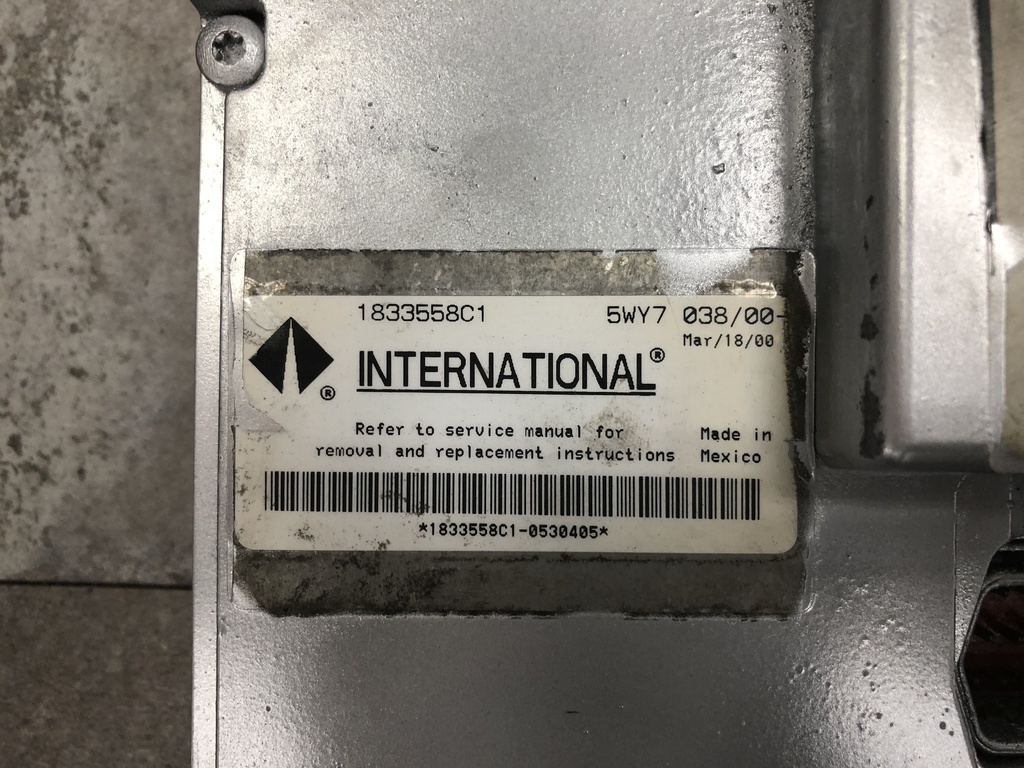 1833558C1 5WY7 038/00-
Mar/18/00
INTERNATIONAL®
®
Refer to service manual for
removal and replacement instructions
Made in
Mexico
*1833558C1-0530405*